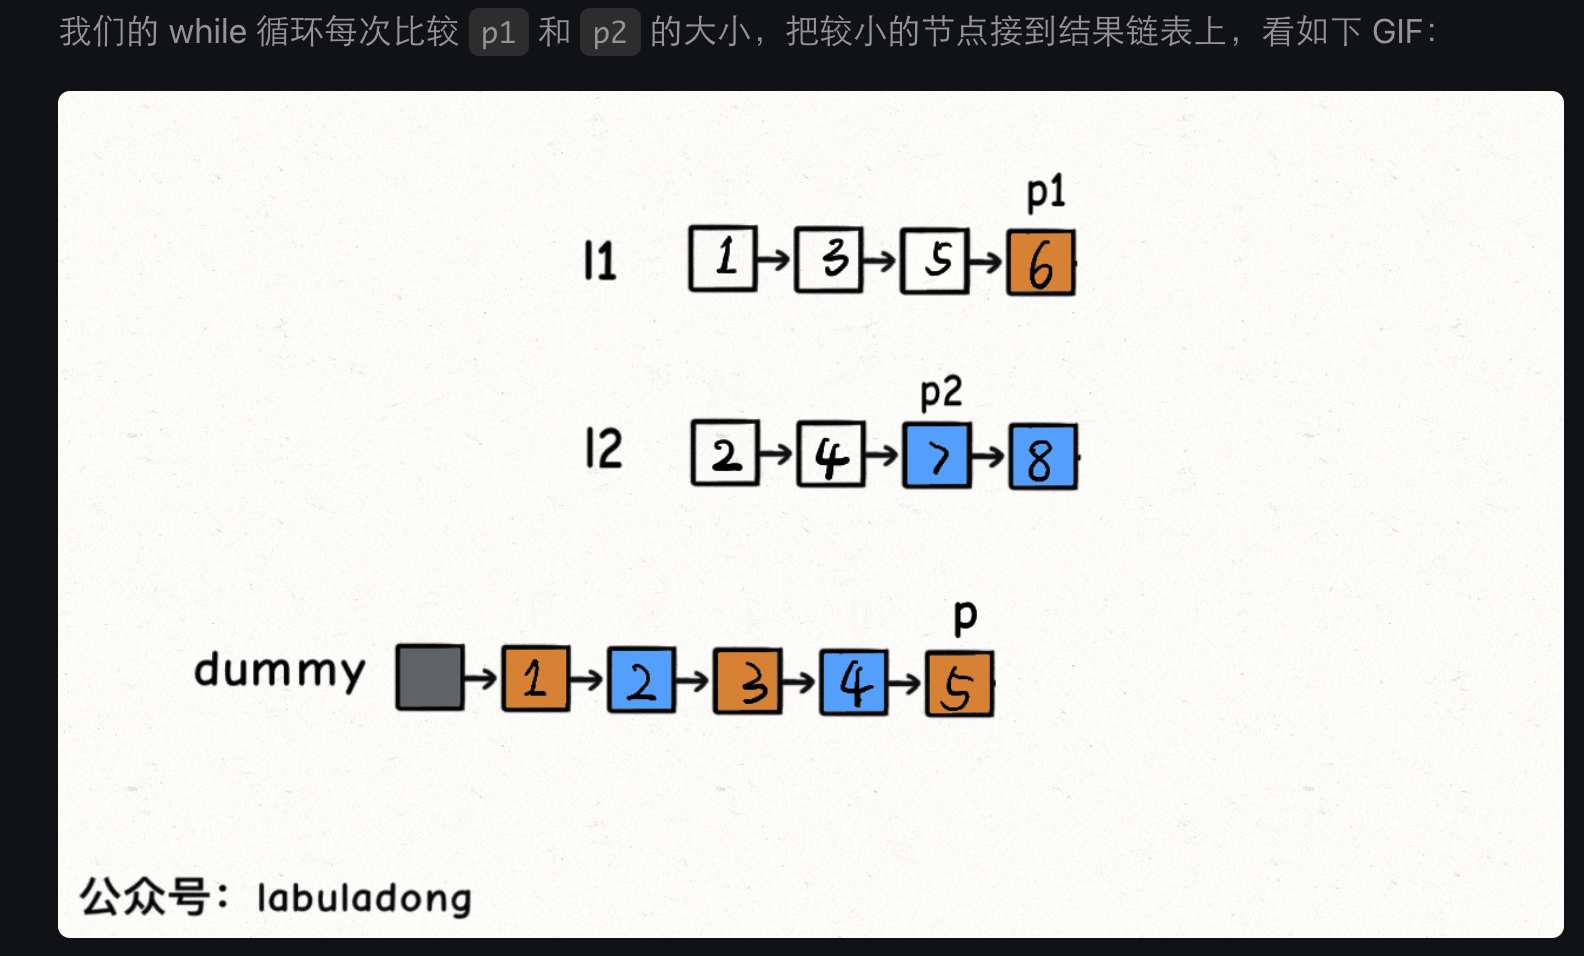 我们的 while 循环每次比较 p1 和 p2 的大小，把较小的节点接到结果链表上，看如下 GIF：
p1
l1 1 3 5 6
p2
l2 2 4 7 8
p
dummy 1 2 3 4 5
公众号：labuladong